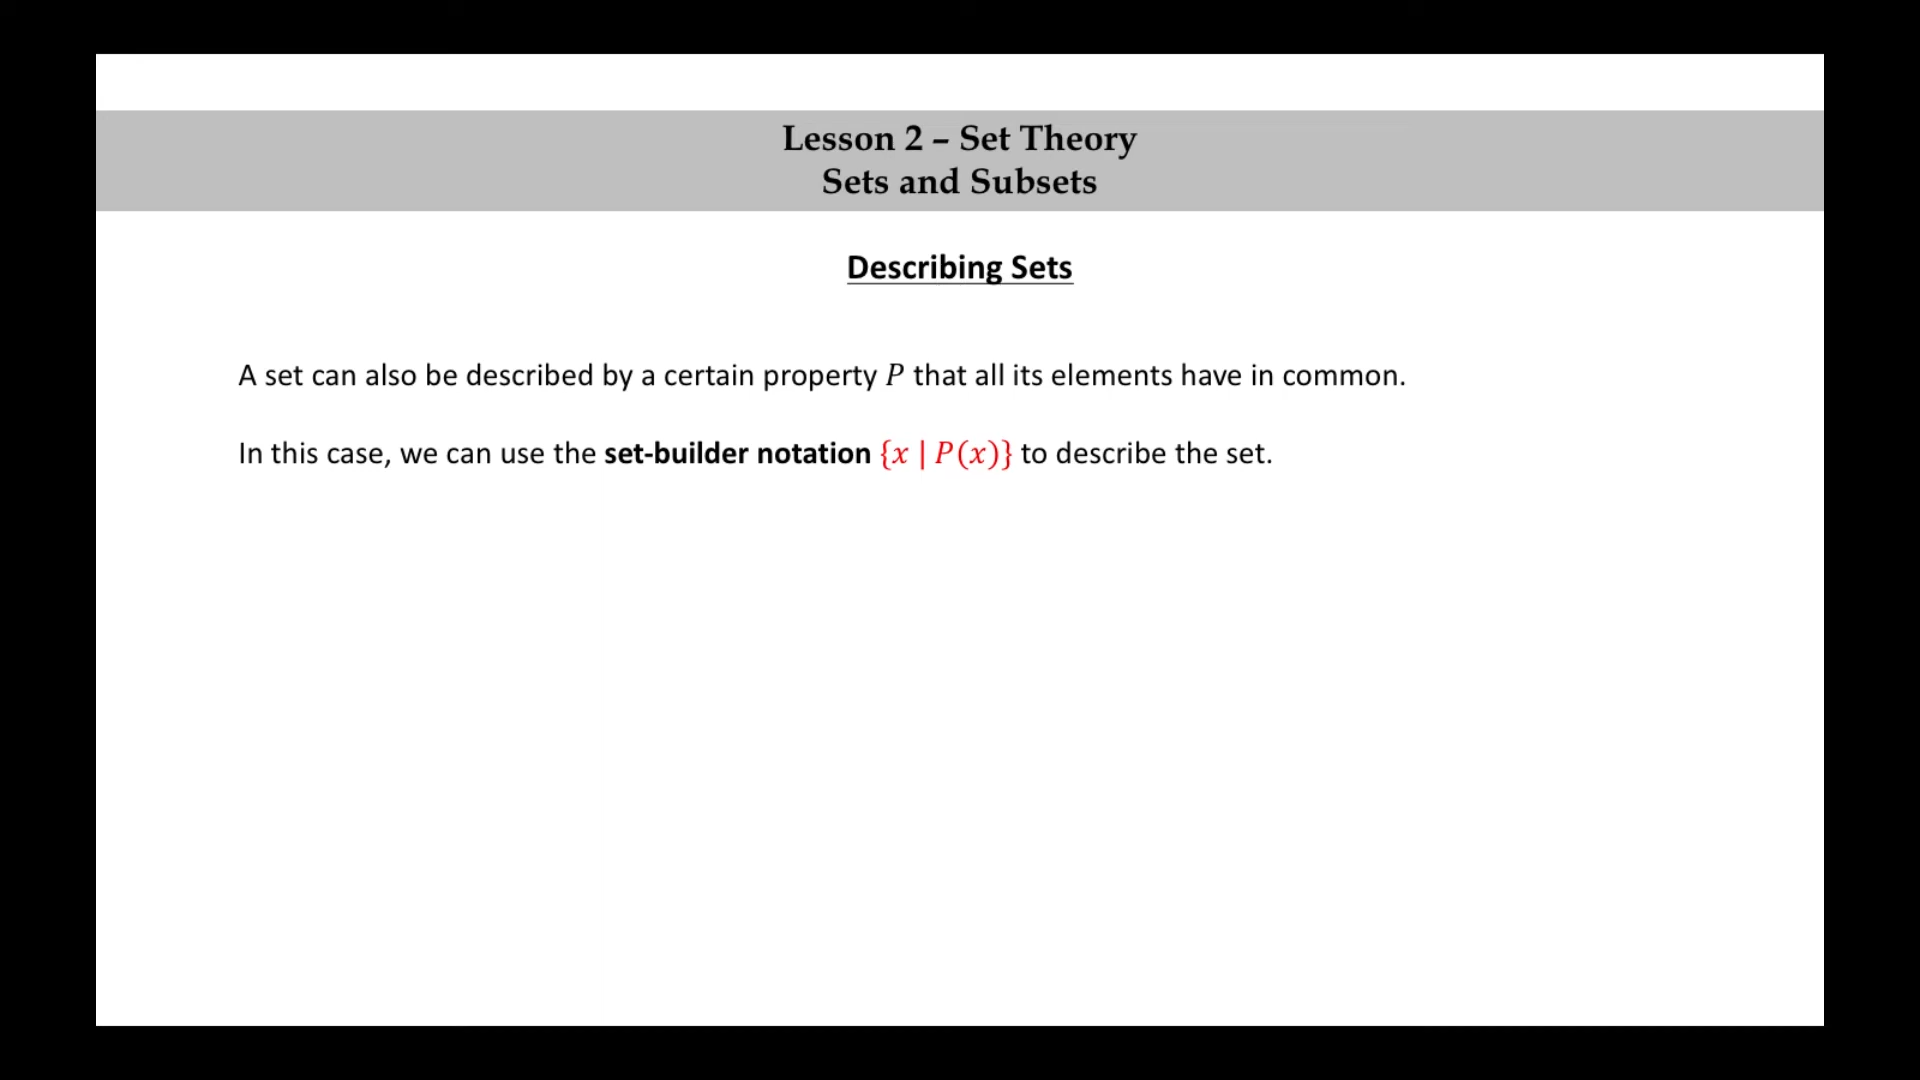 Lesson 2 – Set Theory
Sets and Subsets
Describing Sets
A set can also be described by a certain property P that all its elements have in common.
In this case, we can use the set-builder notation {x | P(x)} to describe the set.